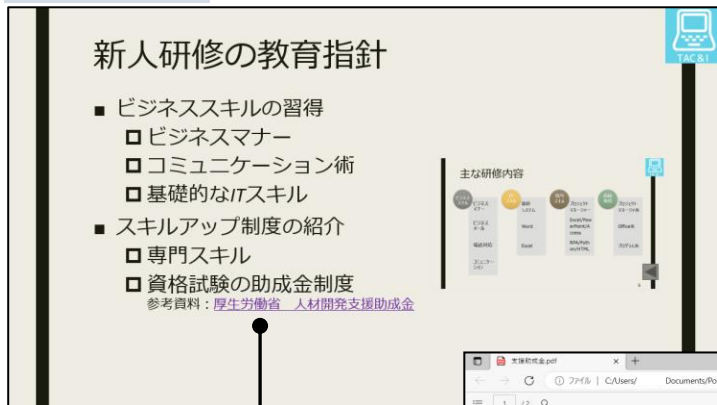 新人研修の教育指針
TAC&I
■ ビジネススキルの習得
ビジネスマナー
コミュニケーション術
基礎的なITスキル
■ スキルアップ制度の紹介
専門スキル
資格試験の助成金制度
参考資料：厚生労働省 人材開発支援助成金
主な研修内容
Word
Excel
支援助成金.pdf
ファイル | C:/Users/ Documents/Po
1 / 2